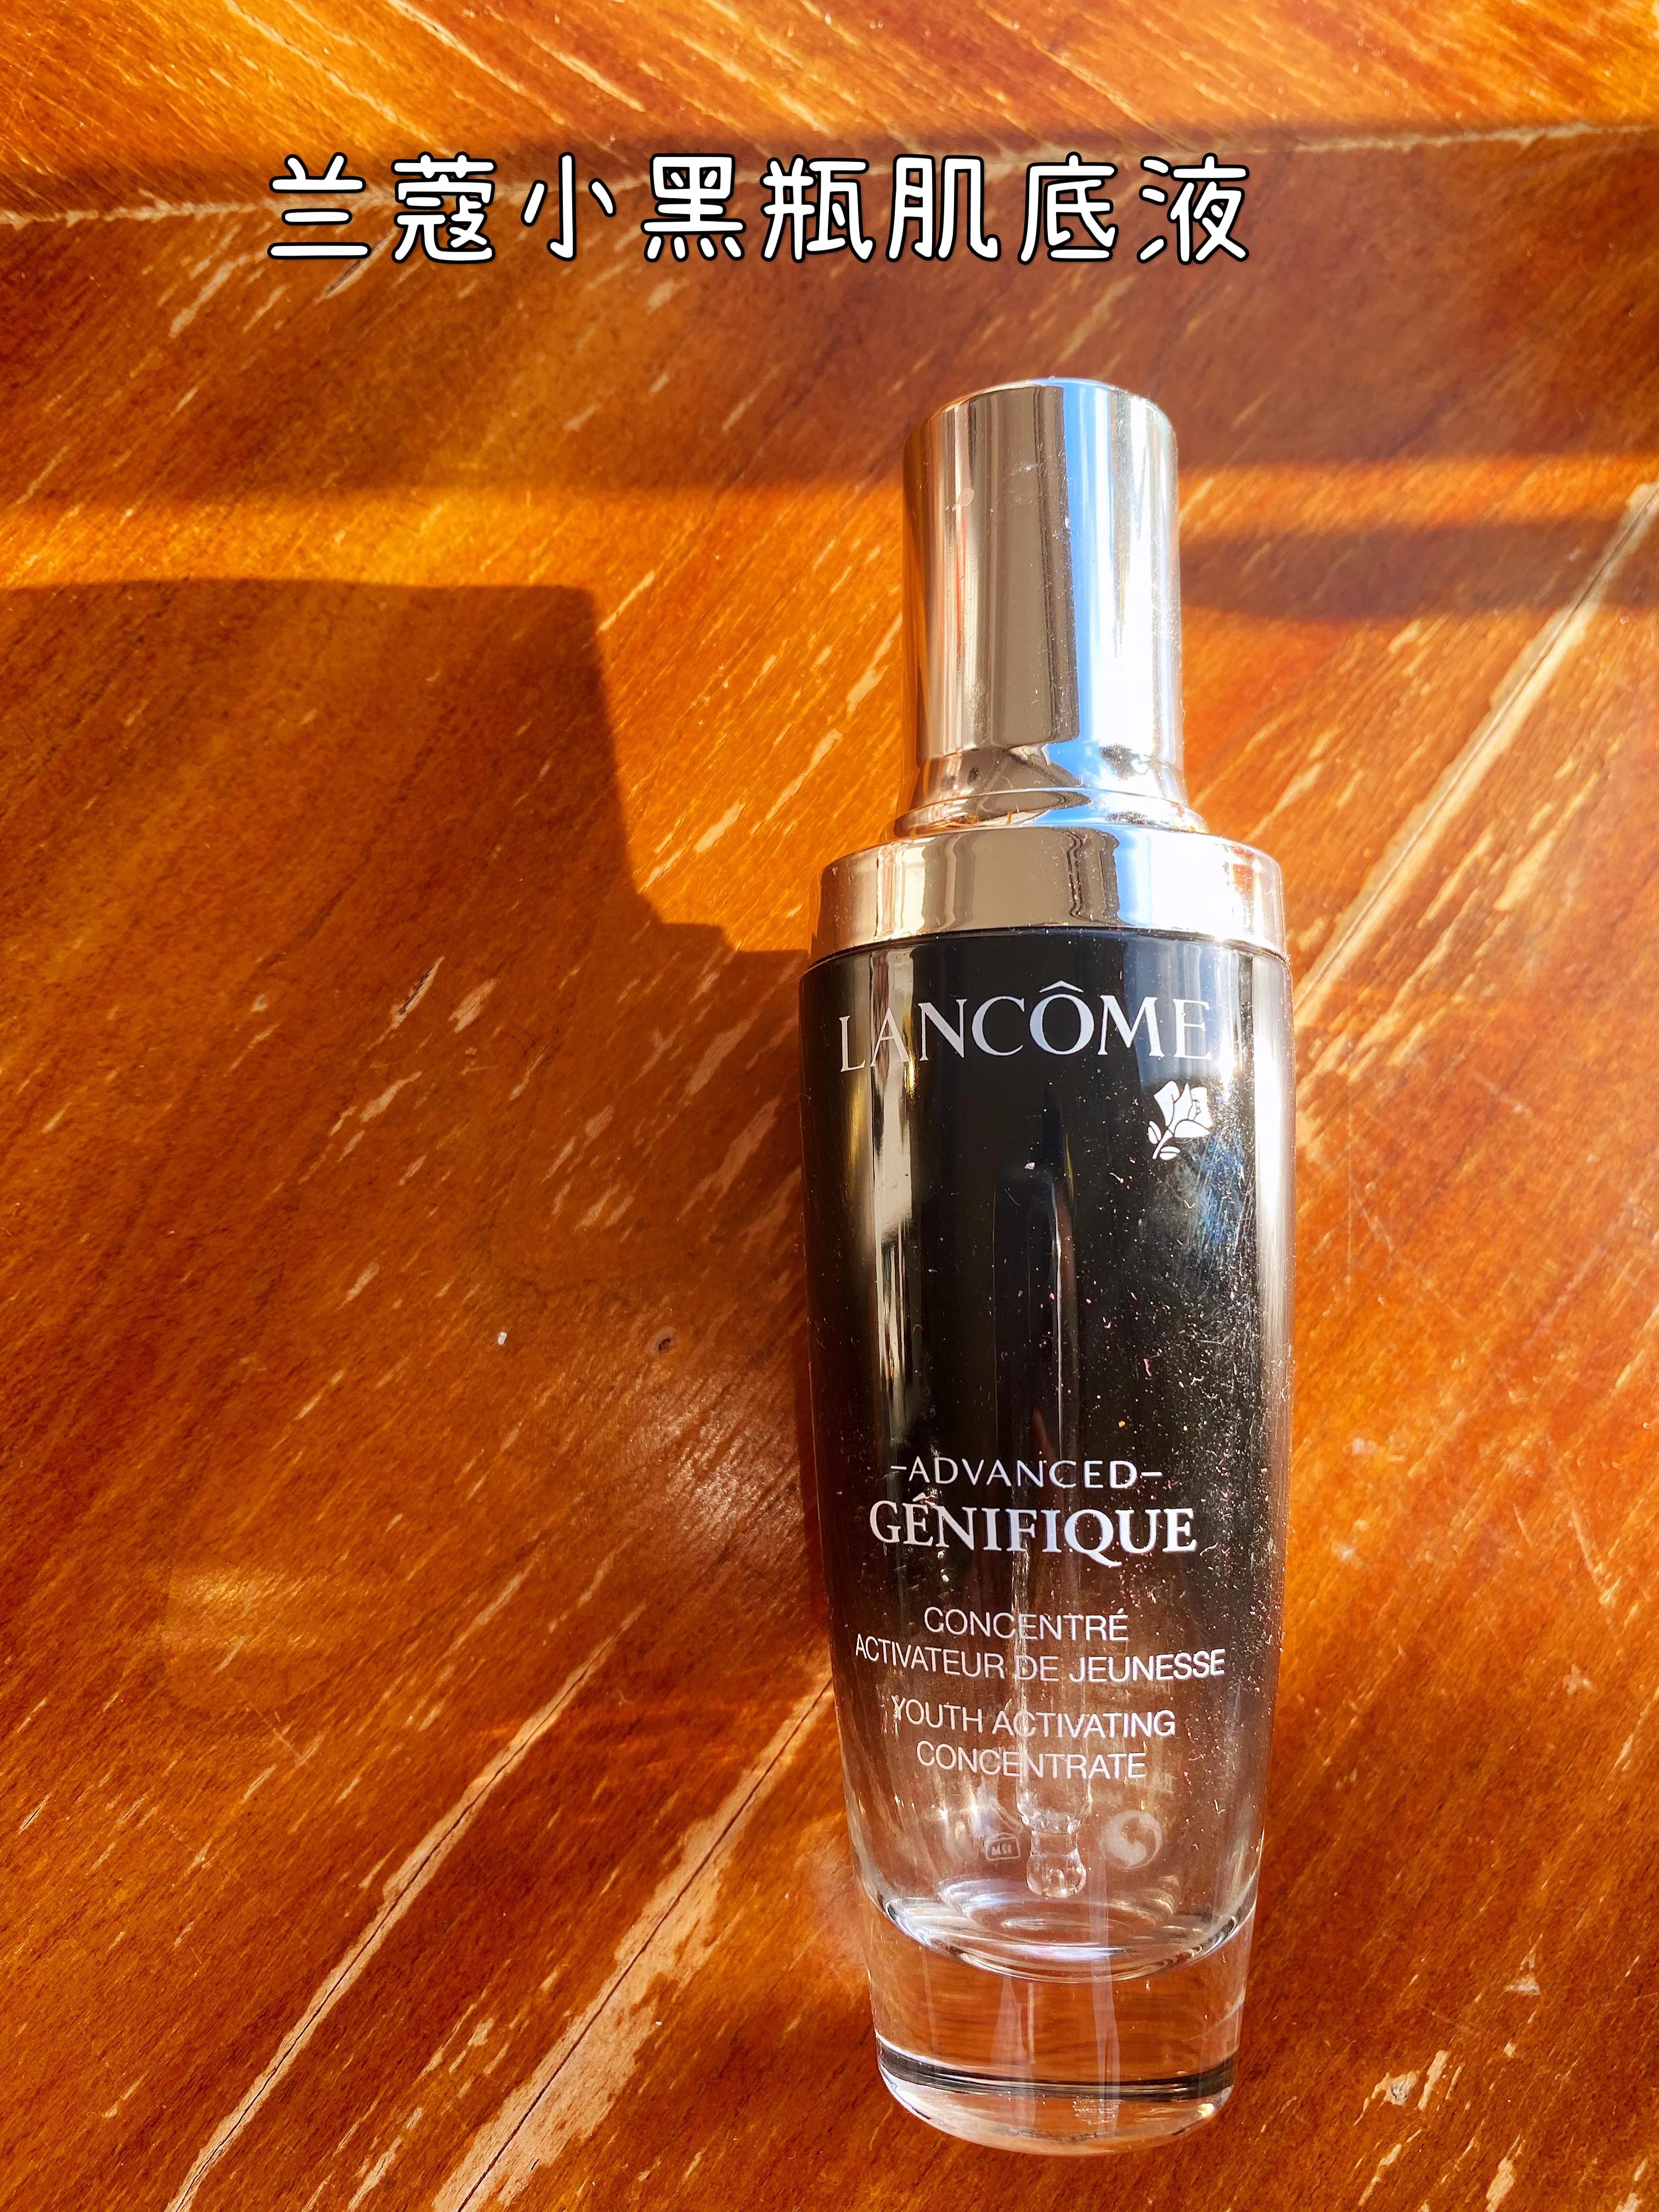 兰蔻小黑瓶肌底液
LANCÔME
-ADVANCED-
GÉNIFIQUE
CONCENTRÉ
ACTIVATEUR DE JEUNESSE
YOUTH ACTIVATING
CONCENTRATE